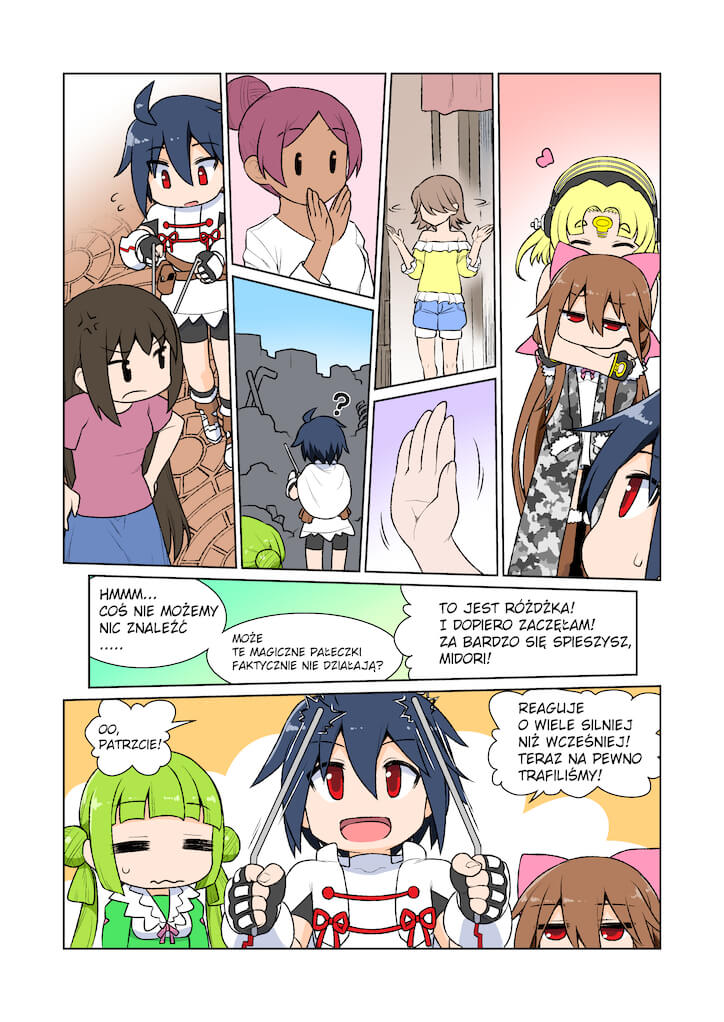 ?
HMMM...
COŚ NIE MOŻEMY
NIC ZNALEŹĆ
.....
MOŻE
TE MAGICZNE PAŁECZKI
FAKTYCZNIE NIE DZIAŁAJĄ?
TO JEST RÓŻDŻKA!
I DOPIERO ZACZĘŁAM!
ZA BARDZO SIĘ SPIESZYSZ,
MIDORI!
OO,
PATRZCIE!
REAGUJE
O WIELE SILNIEJ
NIŻ WCZEŚNIEJ!
TERAZ NA PEWNO
TRAFILIŚMY!